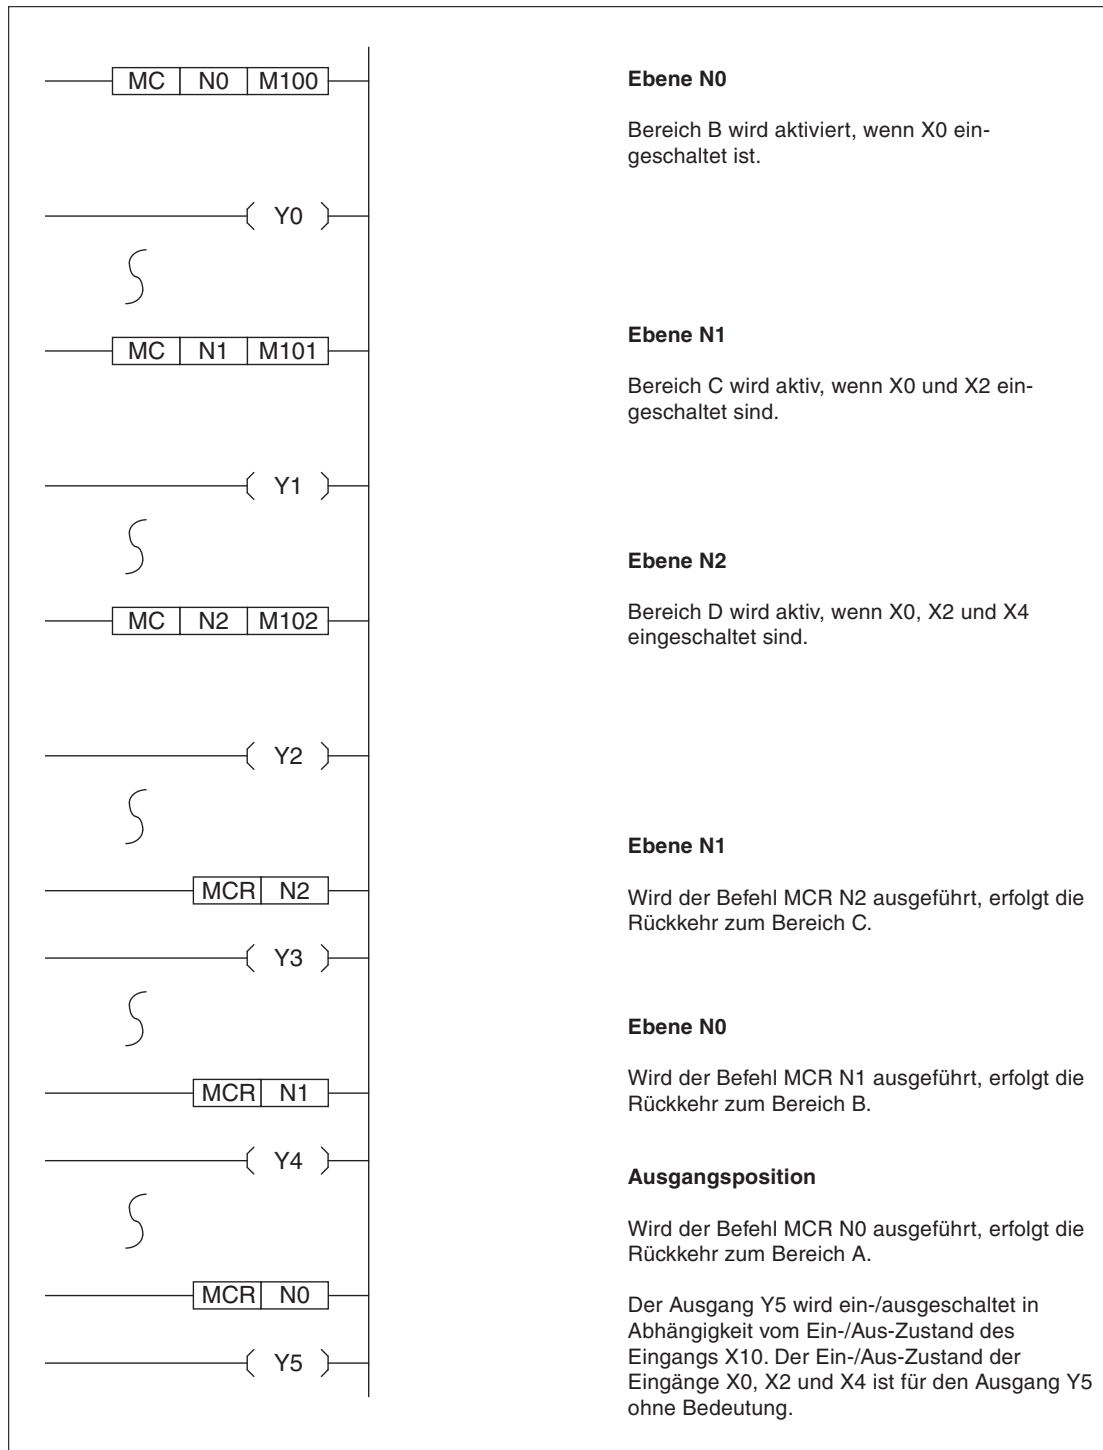 MC N0 M100
Ebene N0
Bereich B wird aktiviert, wenn X0 ein-
geschaltet ist.
Y0
MC N1 M101
Ebene N1
Bereich C wird aktiv, wenn X0 und X2 ein-
geschaltet sind.
Y1
Ebene N2
MC N2 M102
Bereich D wird aktiv, wenn X0, X2 und X4
eingeschaltet sind.
Y2
Ebene N1
MCR N2
Wird der Befehl MCR N2 ausgeführt, erfolgt die
Rückkehr zum Bereich C.
Y3
Ebene N0
MCR N1
Wird der Befehl MCR N1 ausgeführt, erfolgt die
Rückkehr zum Bereich B.
Y4
Ausgangsposition
Wird der Befehl MCR N0 ausgeführt, erfolgt die
Rückkehr zum Bereich A.
MCR N0
Der Ausgang Y5 wird ein-/ausgeschaltet in
Abhängigkeit vom Ein-/Aus-Zustand des
Eingangs X10. Der Ein-/Aus-Zustand der
Eingänge X0, X2 und X4 ist für den Ausgang Y5
ohne Bedeutung.
Y5